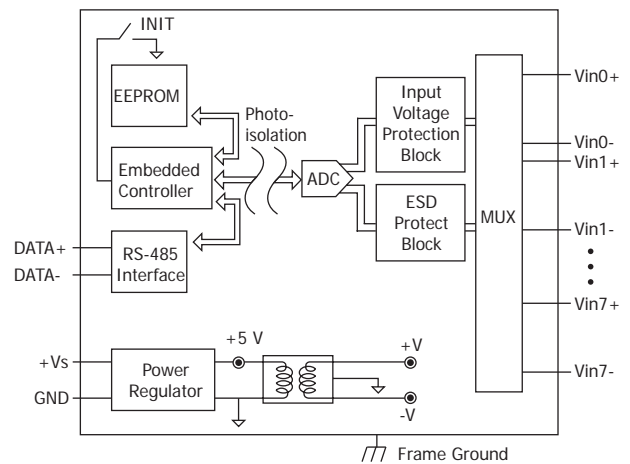 INIT
EEPROM
Photo-
isolation
Input
Voltage
Protection
Block
Vin0+
Vin0-
Vin1+
Embedded
Controller
ADC
ESD
Protect
Block
MUX
Vin1-
DATA+
DATA-
RS-485
Interface
Vin7+
+5 V
+V
+Vs
GND
Power
Regulator
-V
Vin7-
Frame Ground